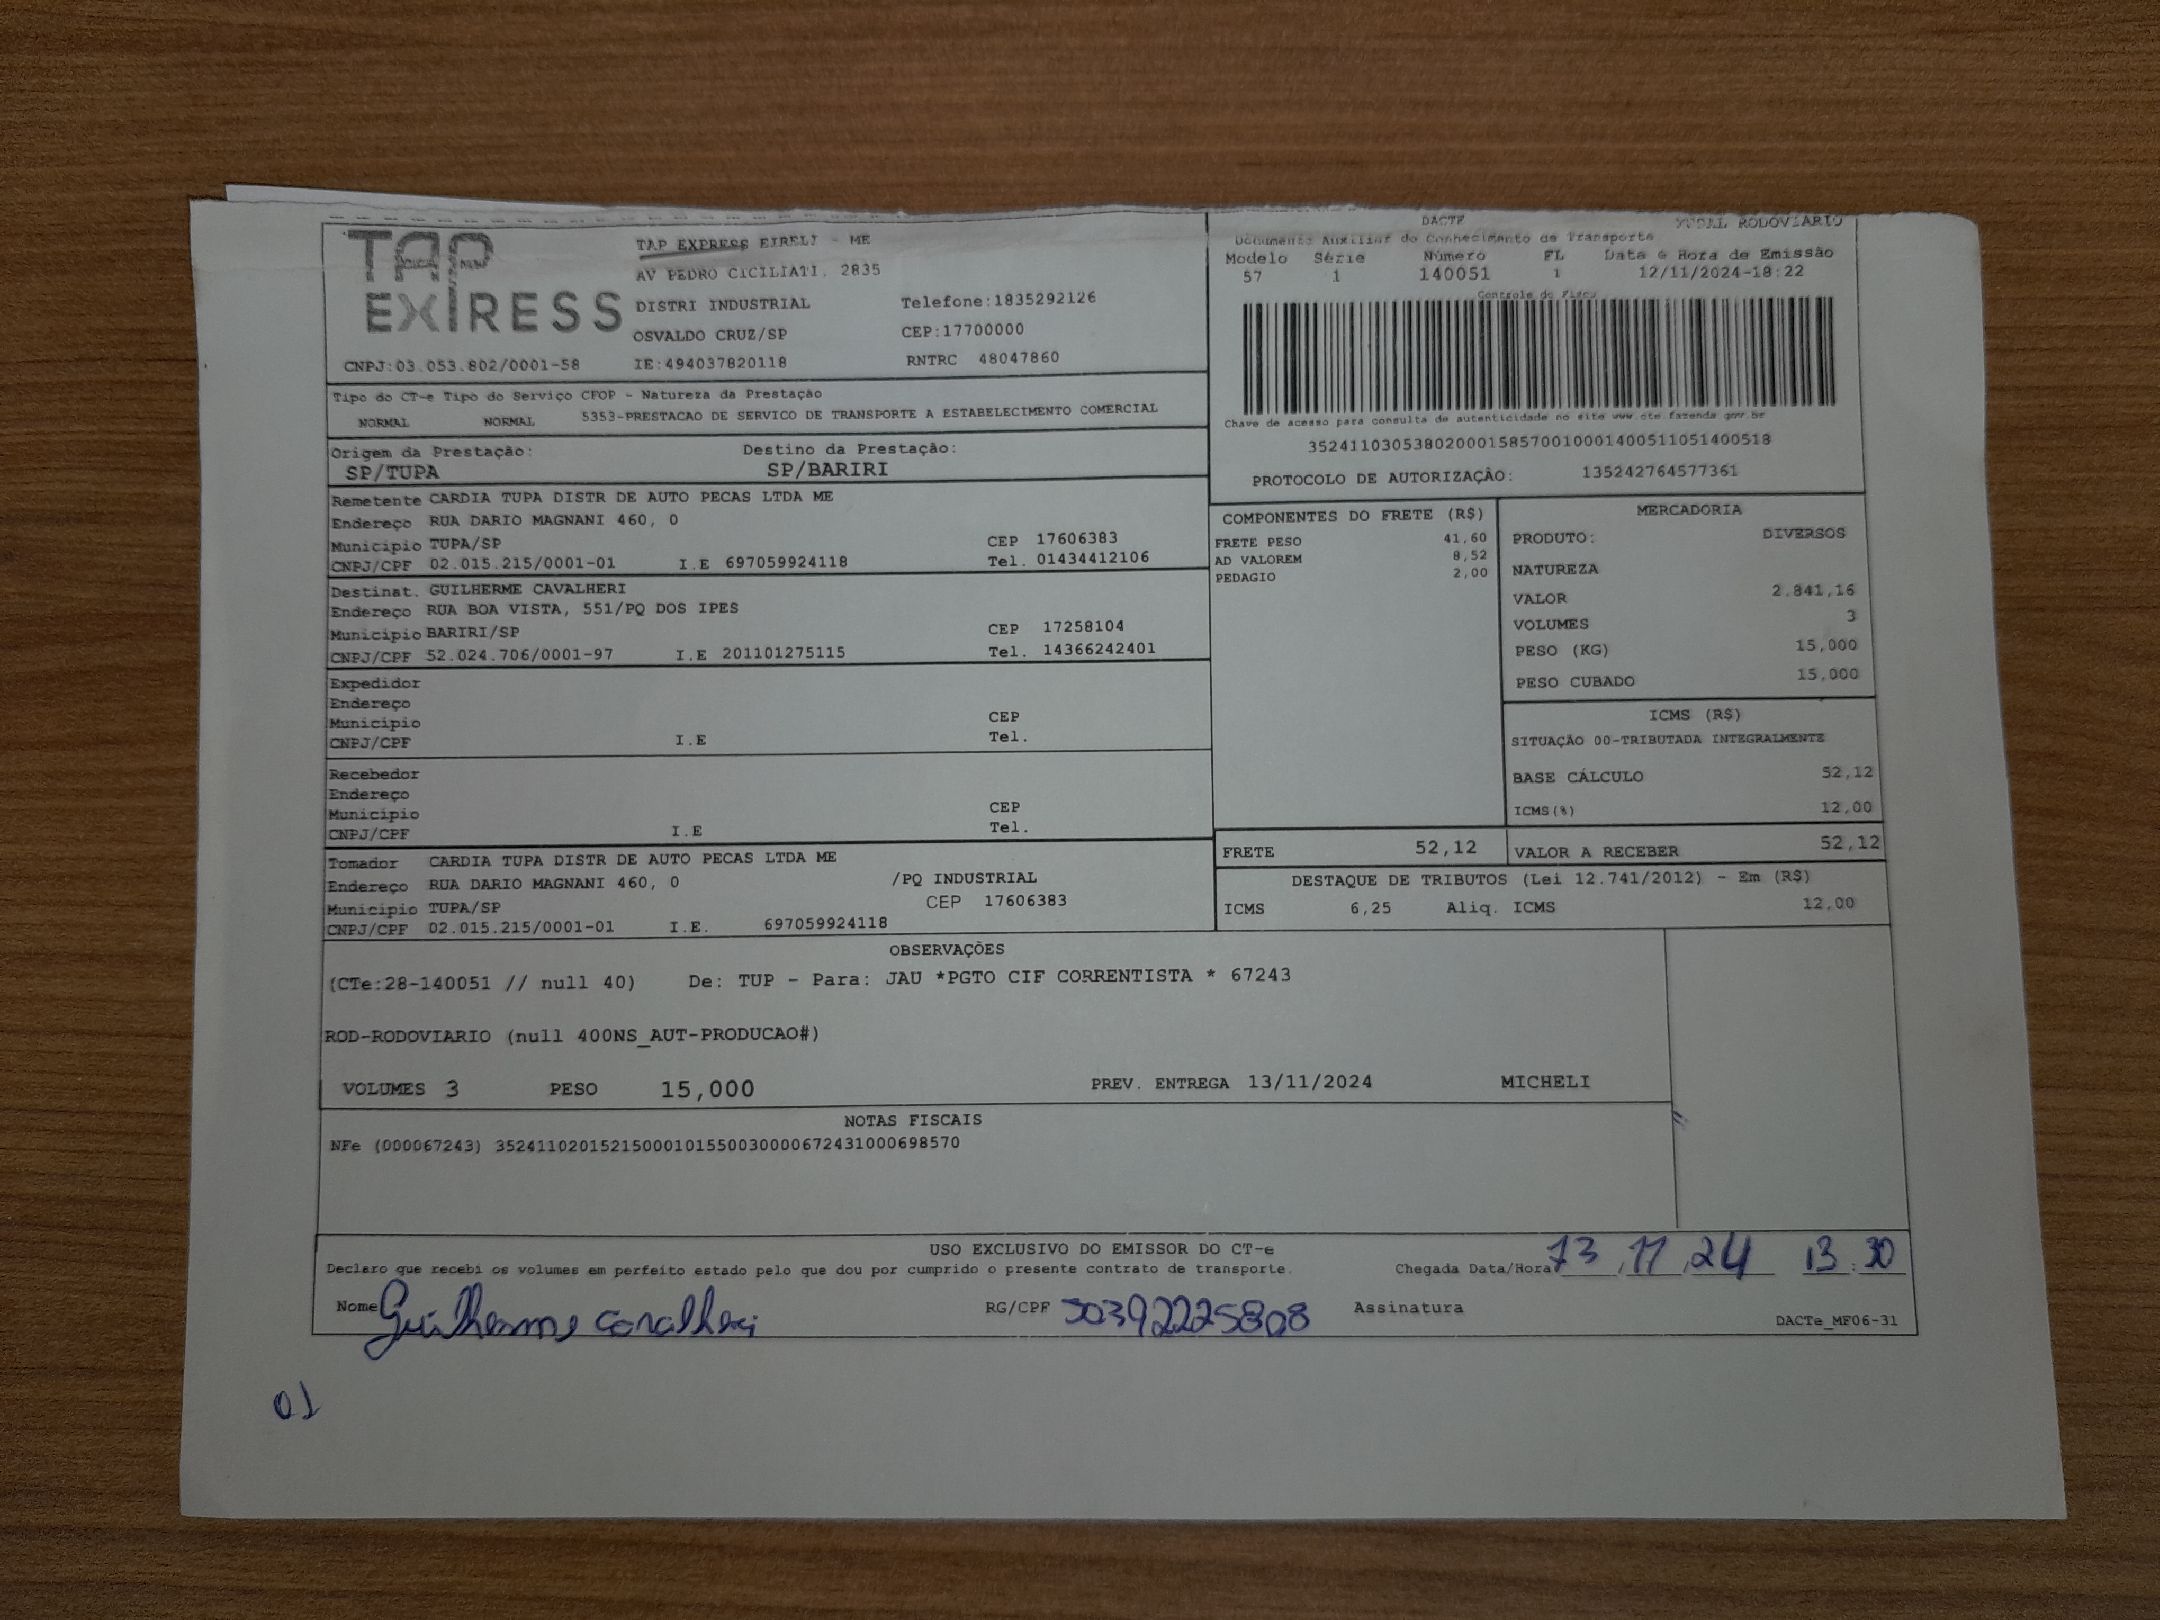 TAP
EXPRESS
TAP EXPRESS EIRELI - ME
AV PEDRO CICILIATI, 2835
DISTRI INDUSTRIAL Telefone:1835292126
OSVALDO CRUZ/SP CEP:17700000
CNPJ:03.053.802/0001-58 IE:494037820118 RNTRC 48047860
DACTE MODAL RODOVIARIO
Documento Auxiliar do Conhecimento de Transporte
Modelo Série Número FL Data e Hora de Emissão
57 1 140051 1 12/11/2024-18:22
Controle do Fisco
Chave de acesso para consulta de autenticidade no site www.cte.fazenda.gov.br
35241103053802000158570010001400511051400518
PROTOCOLO DE AUTORIZAÇÃO: 135242764577361
Tipo do CT-e Tipo do Serviço CFOP - Natureza da Prestação
NORMAL NORMAL 5353-PRESTACAO DE SERVICO DE TRANSPORTE A ESTABELECIMENTO COMERCIAL
Origem da Prestação: Destino da Prestação:
SP/TUPA SP/BARIRI
Remetente CARDIA TUPA DISTR DE AUTO PECAS LTDA ME
Endereço RUA DARIO MAGNANI 460, 0
Município TUPA/SP CEP 17606383
CNPJ/CPF 02.015.215/0001-01 I.E 697059924118 Tel. 01434412106
Destinat. GUILHERME CAVALHERI
Endereço RUA BOA VISTA, 551/PQ DOS IPES
Município BARIRI/SP CEP 17258104
CNPJ/CPF 52.024.706/0001-97 I.E 201101275115 Tel. 14366242401
Expedidor
Endereço
Município CEP
CNPJ/CPF I.E Tel.
Recebedor
Endereço
Município CEP
CNPJ/CPF I.E Tel.
Tomador CARDIA TUPA DISTR DE AUTO PECAS LTDA ME
Endereço RUA DARIO MAGNANI 460, 0 /PQ INDUSTRIAL
Município TUPA/SP CEP 17606383
CNPJ/CPF 02.015.215/0001-01 I.E. 697059924118
COMPONENTES DO FRETE (R$)
FRETE PESO 41,60
AD VALOREM 8,52
PEDAGIO 2,00
MERCADORIA
PRODUTO: DIVERSOS
NATUREZA
VALOR 2.841,16
VOLUMES 3
PESO (KG) 15,000
PESO CUBADO 15,000
ICMS (R$)
SITUAÇÃO 00-TRIBUTADA INTEGRALMENTE
BASE CÁLCULO 52,12
ICMS(%) 12,00
FRETE 52,12 VALOR A RECEBER 52,12
DESTAQUE DE TRIBUTOS (Lei 12.741/2012) - Em (R$)
ICMS 6,25 Aliq. ICMS 12,00
OBSERVAÇÕES
(CTe:28-140051 // null 40) De: TUP - Para: JAU *PGTO CIF CORRENTISTA * 67243
ROD-RODOVIARIO (null 400NS_AUT-PRODUCAO#)
VOLUMES 3 PESO 15,000 PREV. ENTREGA 13/11/2024 MICHELI
NOTAS FISCAIS
NFe (000067243) 35241102015215000101550030000672431000698570
USO EXCLUSIVO DO EMISSOR DO CT-e
Declaro que recebi os volumes em perfeito estado pelo que dou por cumprido o presente contrato de transporte. Chegada Data/Hora 13 11 24 13:30
Nome Guilherme Cavalheri RG/CPF 30392225808 Assinatura
DACTe_MF06-31
01